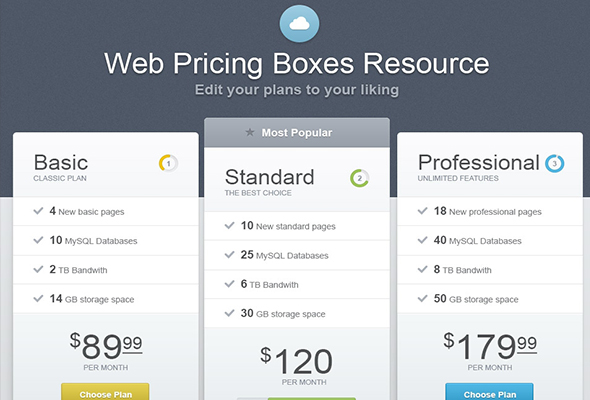 Web Pricing Boxes Resource
Edit your plans to your liking
Basic
CLASSIC PLAN
1
4 New basic pages
10 MySQL Databases
2 TB Bandwith
14 GB storage space
$89.99
PER MONTH
Choose Plan
Most Popular
Standard
THE BEST CHOICE
2
10 New standard pages
25 MySQL Databases
6 TB Bandwith
30 GB storage space
$120
PER MONTH
Professional
UNLIMITED FEATURES
3
18 New professional pages
40 MySQL Databases
8 TB Bandwith
50 GB storage space
$179.99
PER MONTH
Choose Plan